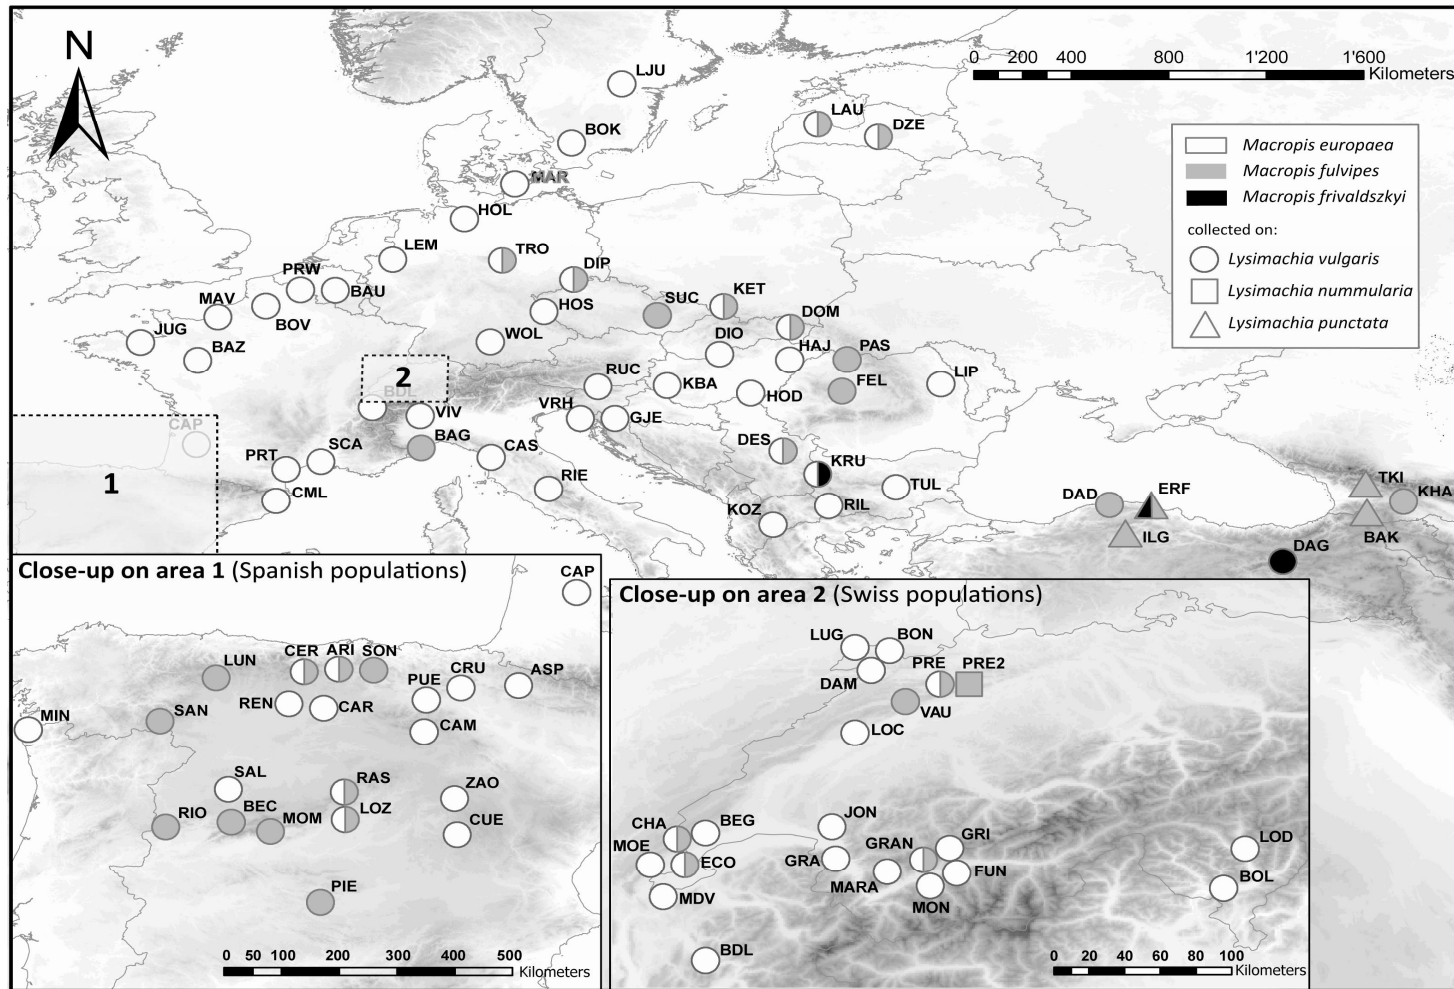 N
0 200 400 800 1200 1600
Kilometers
Macropis europaea
Macropis fulvipes
Macropis frivaldszkyi
collected on:
Lysimachia vulgaris
Lysimachia nummularia
Lysimachia punctata
LJU
BOK
MAR
HOL
LAU
DZE
LEM
TRO
DIP
PRW
BAU
MAV
BOV
HOS
SUC
KET
JUG
BAZ
WOL
DIO
DOM
HAJ
PAS
2
BDL
RUC
KBA
HOD
FEL
LIP
VIV
VRH
GJE
CAP
BAG
PRT
SCA
CAS
DES
KRU
1
CML
RIE
KOZ
RIL
TUL
DAD
ERF
TKI
KHA
ILG
BAK
DAG
Close-up on area 1 (Spanish populations)
CAP
LUN
CER
ARI
SON
PUE
CRU
ASP
MIN
SAN
REN
CAR
CAM
SAL
RAS
ZAO
RIO
BEC
MOM
LOZ
CUE
PIE
0 50 100 200 300 400 500
Kilometers
Close-up on area 2 (Swiss populations)
LUG
BON
DAM
PRE
PRE2
VAU
LOC
CHA
BEG
JON
MOE
ECO
GRA
GRAN
GRI
LOD
MDV
MARA
MON
FUN
BOL
BDL
0 10 20 40 60 80 100
Kilometers